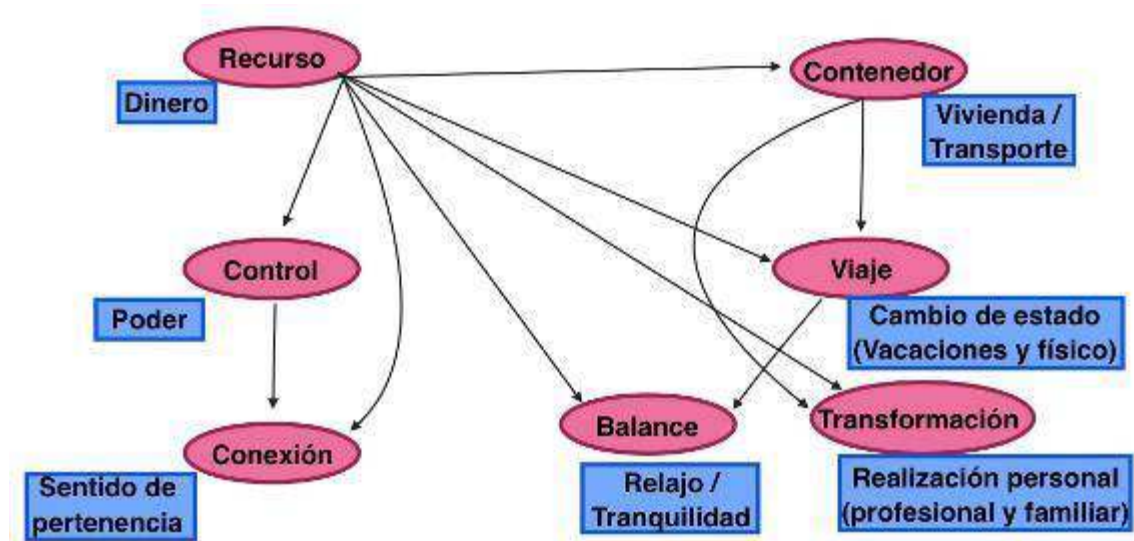 Recurso
Dinero
Contenedor
Vivienda /
Transporte
Control
Poder
Viaje
Cambio de estado
(Vacaciones y físico)
Conexión
Sentido de
pertenencia
Balance
Relajo /
Tranquilidad
Transformación
Realización personal
(profesional y familiar)